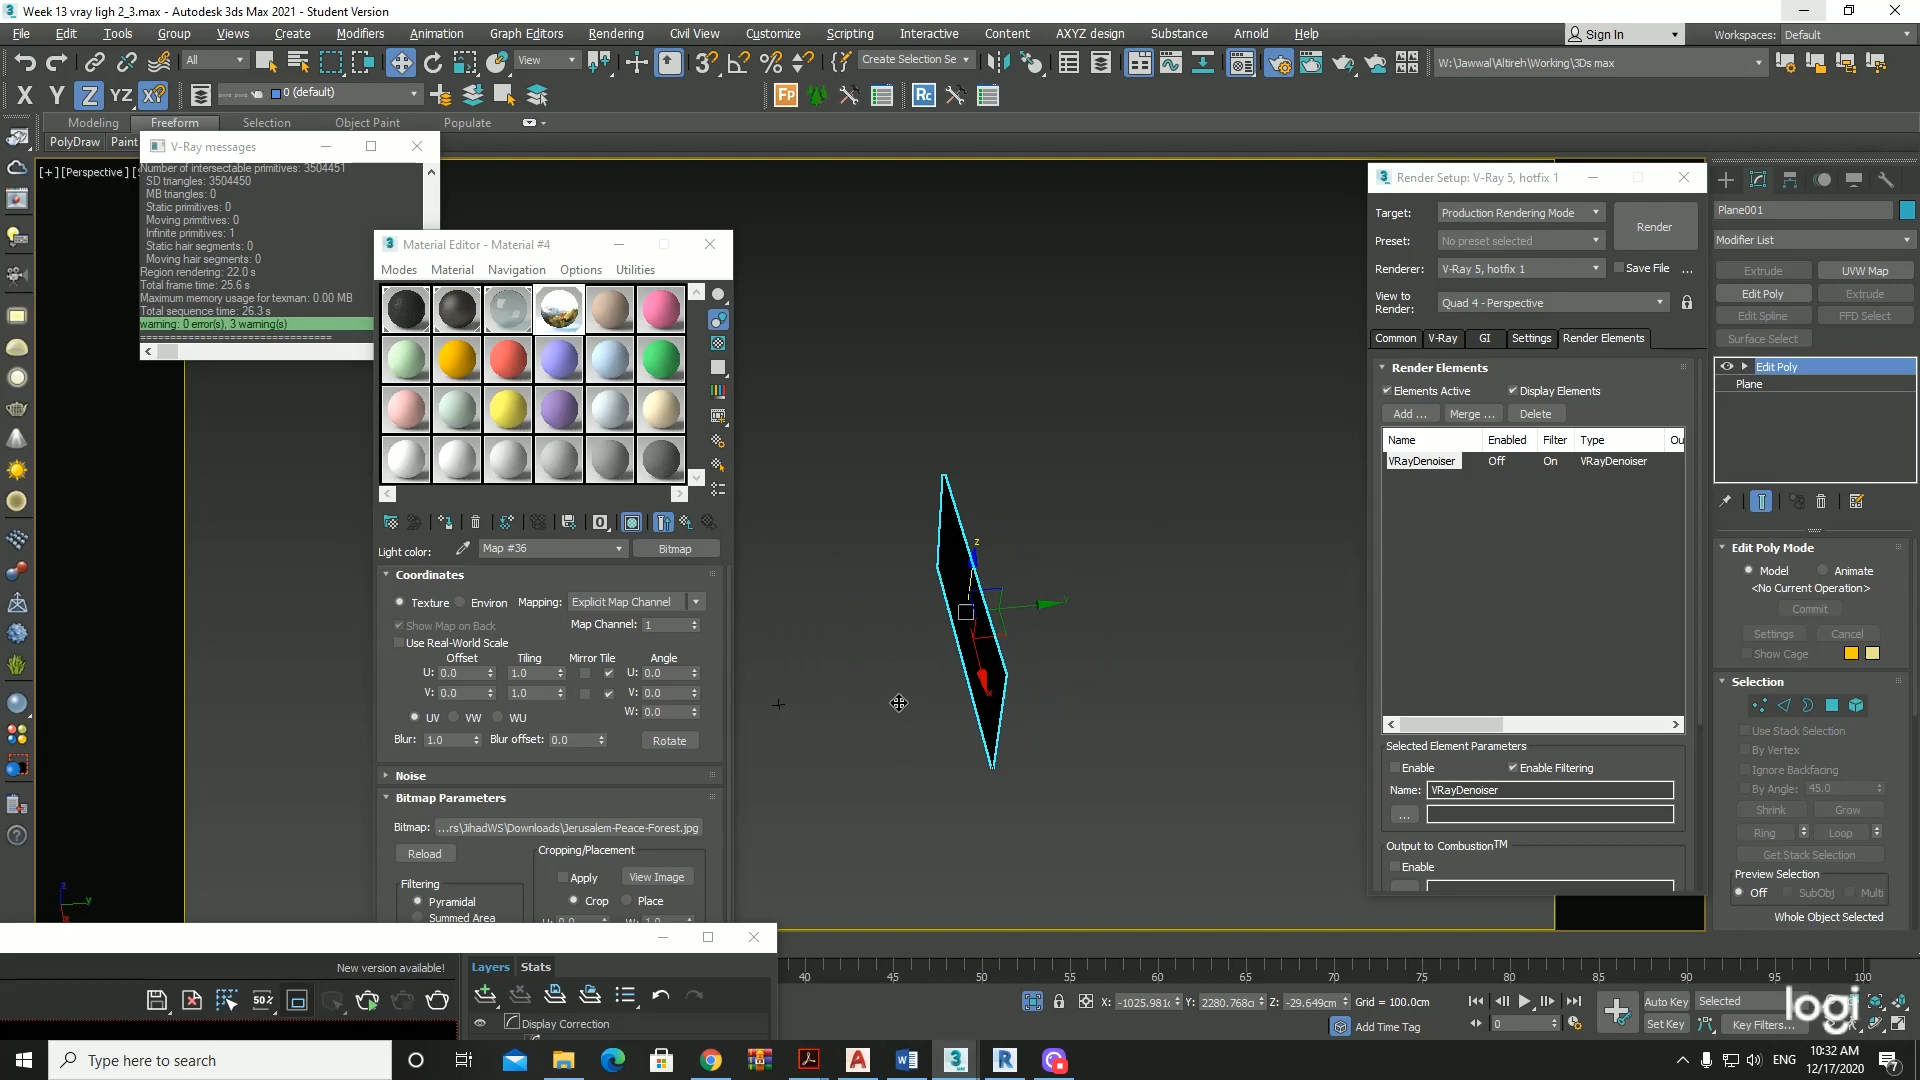 Week 13 vray ligh 2_3.max - Autodesk 3ds Max 2021 - Student Version
File Edit Tools Group Views Create Modifiers Animation Graph Editors Rendering Civil View Customize Scripting Interactive Content AXYZ design Substance Arnold Help Sign In Workspaces: Default
All View Create Selection Se W:\Jawwal\Altireh\Working\3Ds max
X Y Z YZ XY 0 (default) Fp Rc
Modeling Freeform Selection Object Paint Populate
PolyDraw Paint
V-Ray messages
[+] [Perspective]
Number of intersectable primitives: 3504451
SD triangles: 3504450
MB triangles: 0
Static primitives: 0
Moving primitives: 0
Infinite primitives: 1
Static hair segments: 0
Moving hair segments: 0
Region rendering: 22.0 s
Total frame time: 25.6 s
Maximum memory usage for texman: 0.00 MB
Total sequence time: 26.3 s
warning: 0 error(s), 3 warning(s)
==============================
Material Editor - Material #4
Modes Material Navigation Options Utilities
Light color: Map #36 Bitmap
Coordinates
Texture Environ Mapping: Explicit Map Channel
Show Map on Back Map Channel: 1
Use Real-World Scale
Offset Tiling Mirror Tile Angle
U: 0.0 1.0 U: 0.0
V: 0.0 1.0 V: 0.0
W: 0.0
UV VW WU
Blur: 1.0 Blur offset: 0.0 Rotate
Noise
Bitmap Parameters
Bitmap: ...rs\JihadWS\Downloads\Jerusalem-Peace-Forest.jpg
Reload Cropping/Placement
Apply View Image
Filtering
Pyramidal Crop Place
Summed Area
z
y
x
Render Setup: V-Ray 5, hotfix 1
Target: Production Rendering Mode Render
Preset: No preset selected
Renderer: V-Ray 5, hotfix 1 Save File ...
View to Render: Quad 4 - Perspective
Common V-Ray GI Settings Render Elements
Render Elements
Elements Active Display Elements
Add ... Merge ... Delete
Name Enabled Filter Type Ou
VRayDenoiser Off On VRayDenoiser
Selected Element Parameters
Enable Enable Filtering
Name: VRayDenoiser
...
Output to Combustion™
Enable
Plane001
Modifier List
Extrude UVW Map
Edit Poly Extrude
Edit Spline FFD Select
Surface Select
Edit Poly
Plane
Edit Poly Mode
Model Animate
<No Current Operation>
Commit
Settings Cancel
Show Cage
Selection
Use Stack Selection
By Vertex
Ignore Backfacing
By Angle: 45.0
Shrink Grow
Ring Loop
Get Stack Selection
Preview Selection
Off SubObj Multi
Whole Object Selected
New version available!
50%
Layers Stats
Display Correction
40 45 50 55 60 65 70 75 80 85 90 95 100
X: -1025.981c Y: 2280.768c Z: -29.649cm Grid = 100.0cm
Add Time Tag
0
Auto Key Selected
Set Key Key Filters...
logi
Type here to search
ENG
10:32 AM
12/17/2020
7